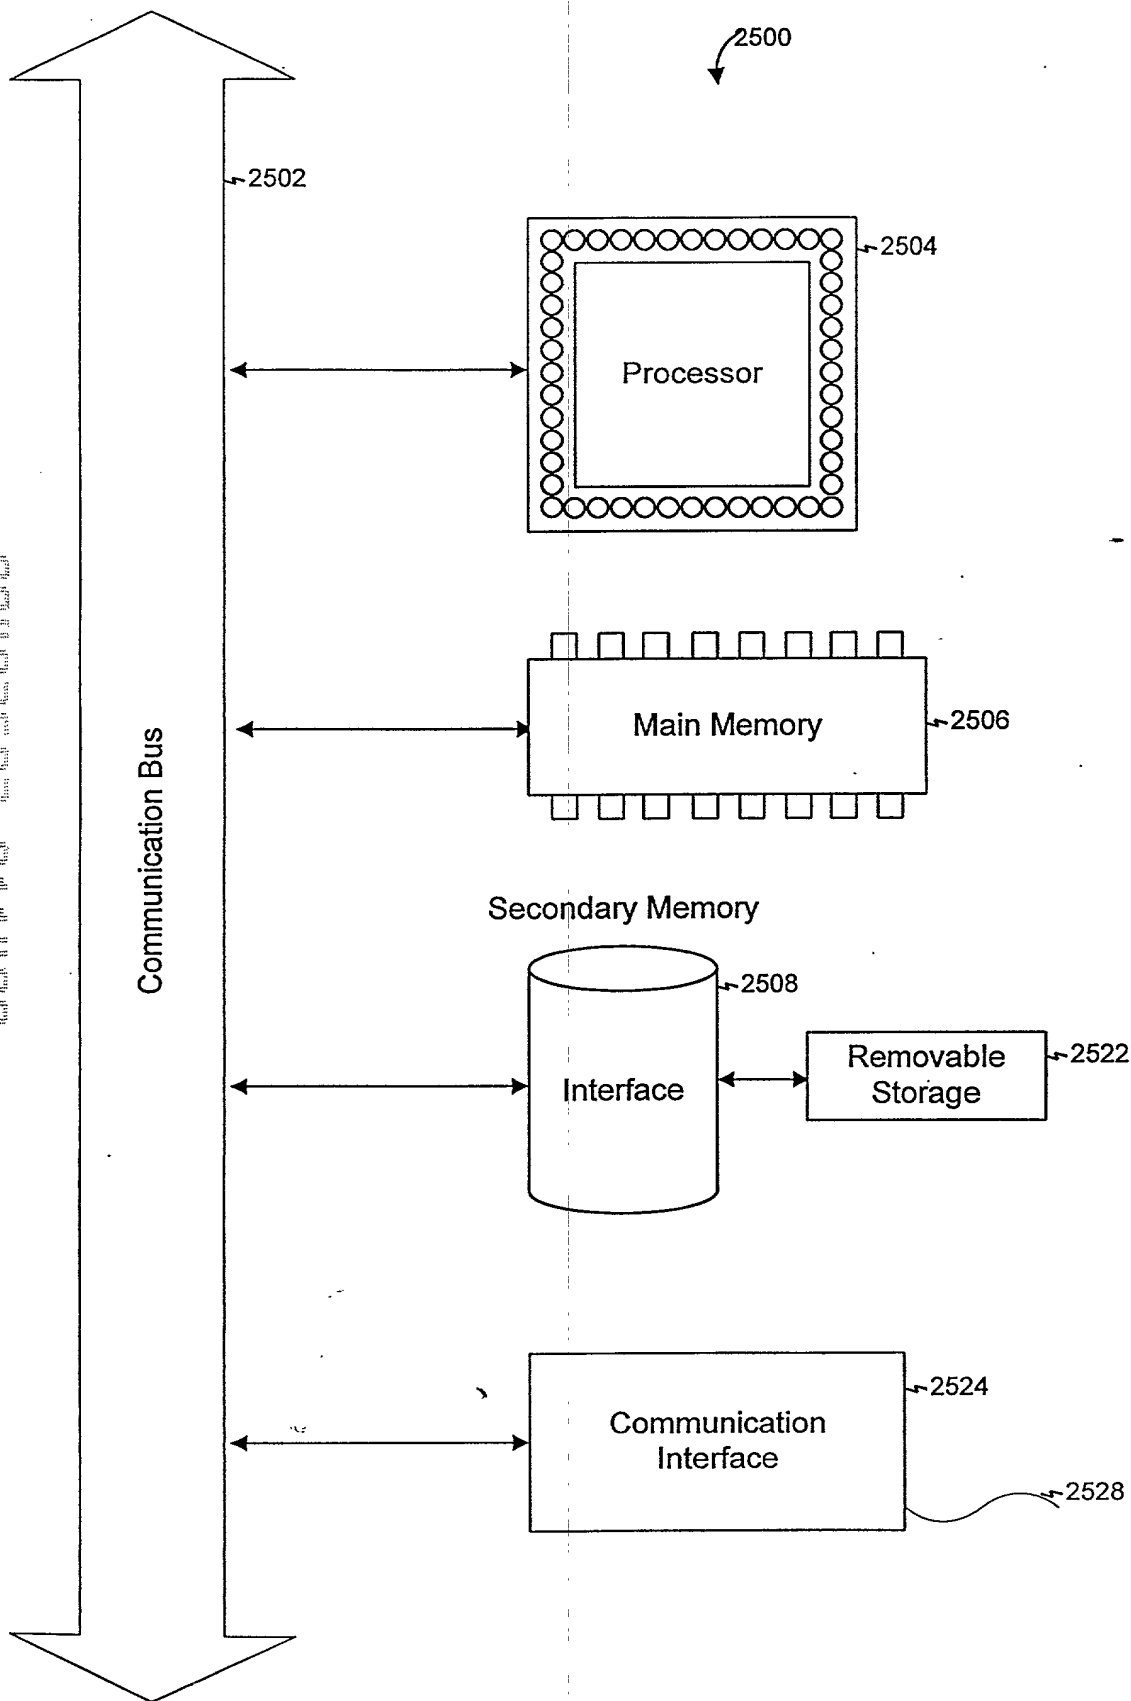 2500
2502
2504
Processor
Main Memory
2506
Communication Bus
Secondary Memory
2508
Interface
Removable
Storage
2522
2524
Communication
Interface
2528